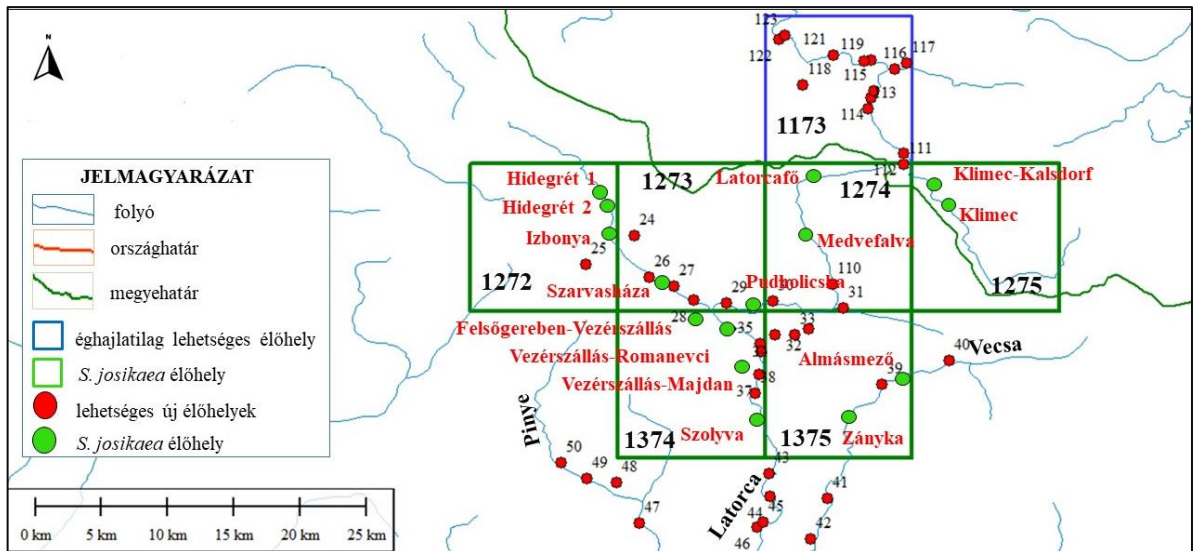 N
123
122
121
119
118
115
116
117
113
114
1173
111
112
JELMAGYARÁZAT
folyó
országhatár
megyehatár
éghajlatilag lehetséges élőhely
S. josikaea élőhely
lehetséges új élőhelyek
S. josikaea élőhely
Hidegrét 1
Hidegrét 2
Izbonya
1273
24
25
1272
26
27
Szarvasháza
28
29
Latorcafő
1274
Klimec-Kalsdorf
Klimec
Medvefalva
110
1275
Pudpolicska
31
Felsőgereben-Vezérszállás
35
33
32
Vezérszállás-Romanevci
Almásmező
Vecsa
40
39
Vezérszállás-Majdan
38
37
Szolyva
1374
1375
Zányka
Pinye
50
49
48
47
Latorca
43
45
44
46
41
42
0 km 5 km 10 km 15 km 20 km 25 km